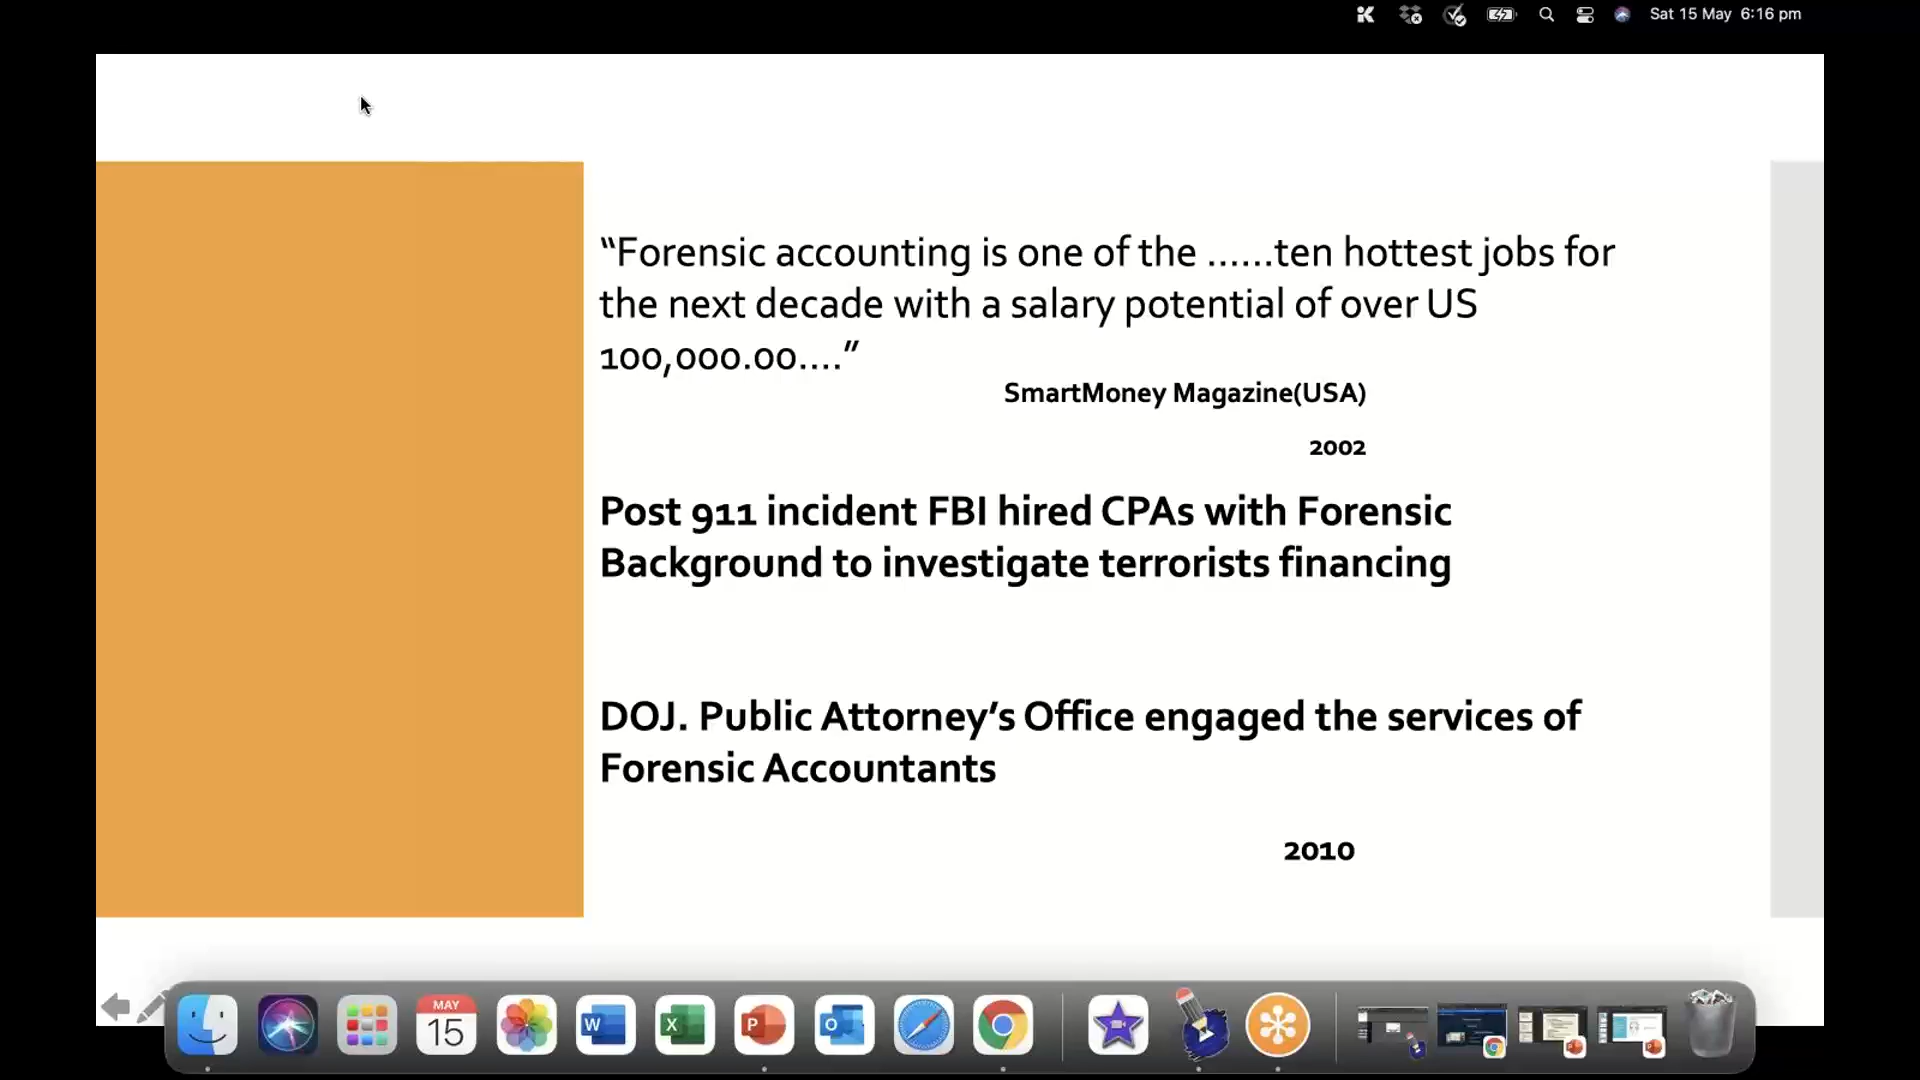 Sat 15 May 6:16 pm
“Forensic accounting is one of the ……ten hottest jobs for
the next decade with a salary potential of over US
100,000.00….”
SmartMoney Magazine(USA)
2002
Post 911 incident FBI hired CPAs with Forensic
Background to investigate terrorists financing
DOJ. Public Attorney’s Office engaged the services of
Forensic Accountants
2010
MAY
15
W
X
P
O